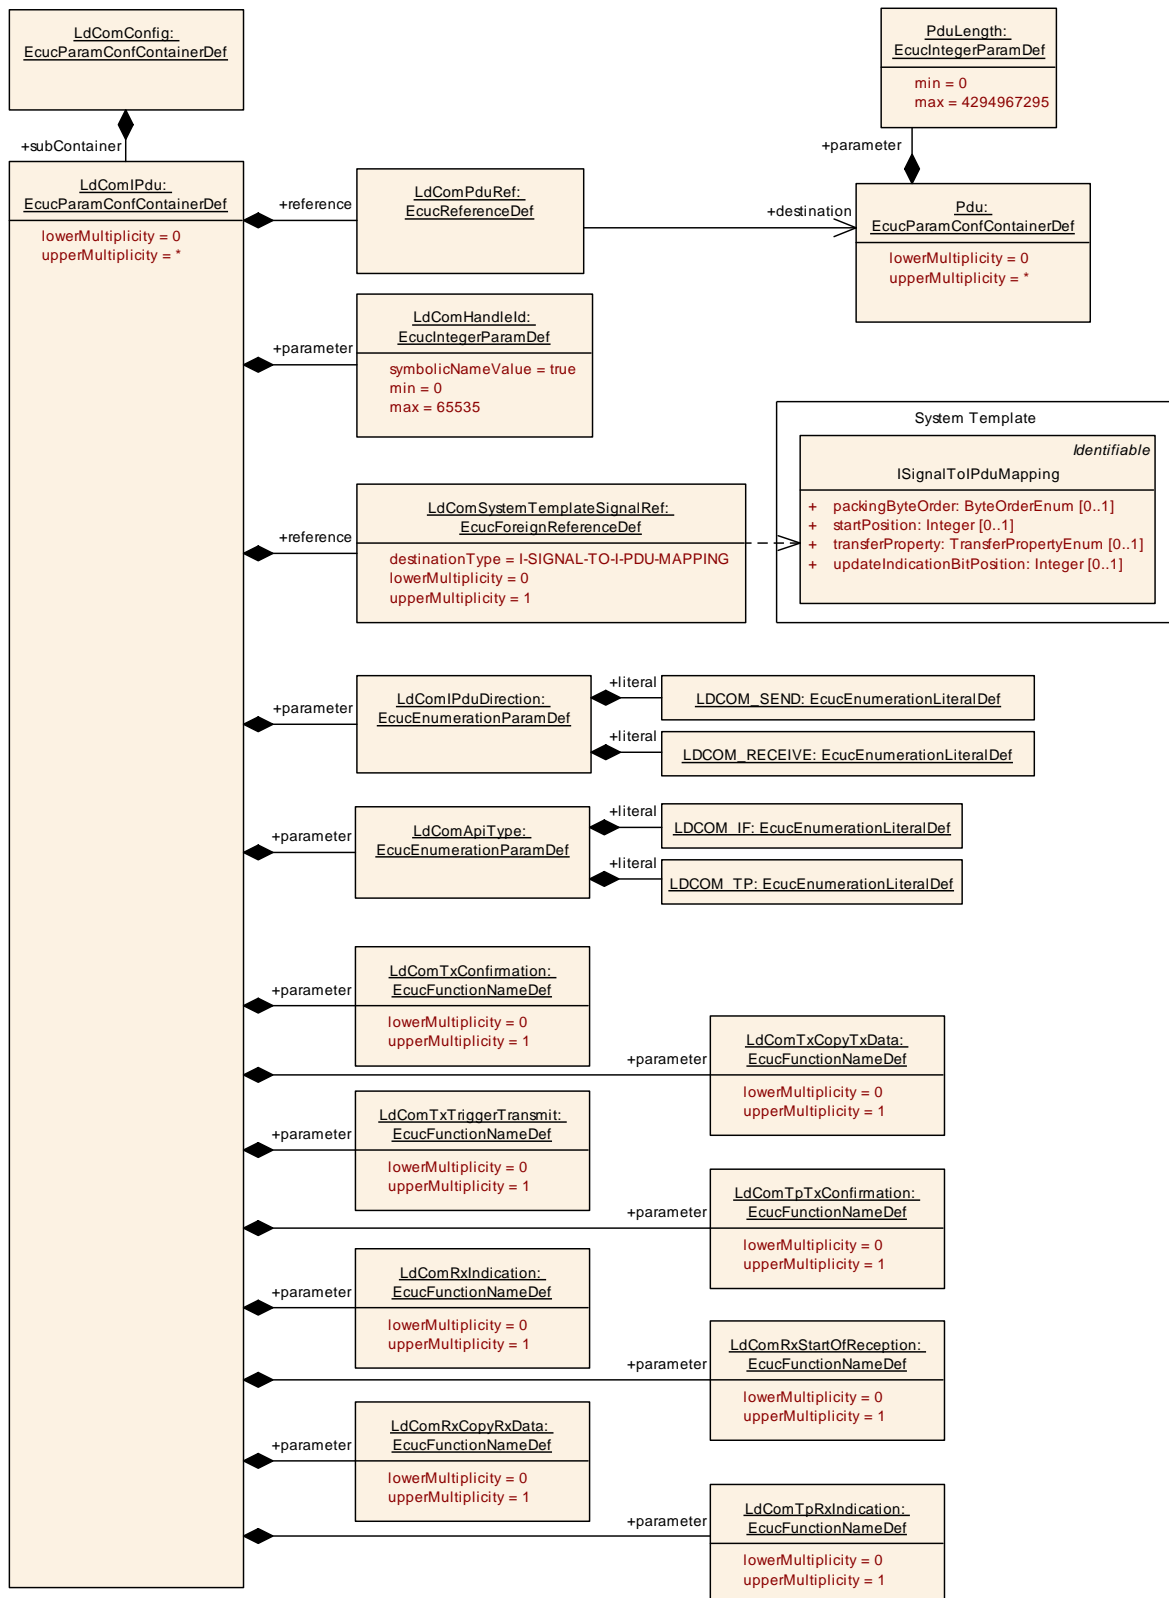 LdComConfig:
EcucParamConfContainerDef
PduLength:
EcucIntegerParamDef
min = 0
max = 4294967295
+subContainer
+parameter
LdComIPdu:
EcucParamConfContainerDef
lowerMultiplicity = 0
upperMultiplicity = *
+reference
LdComPduRef:
EcucReferenceDef
+destination
Pdu:
EcucParamConfContainerDef
lowerMultiplicity = 0
upperMultiplicity = *
+parameter
LdComHandleId:
EcucIntegerParamDef
symbolicNameValue = true
min = 0
max = 65535
System Template
Identifiable
ISignalToIPduMapping
+ packingByteOrder: ByteOrderEnum [0..1]
+ startPosition: Integer [0..1]
+ transferProperty: TransferPropertyEnum [0..1]
+ updateIndicationBitPosition: Integer [0..1]
+reference
LdComSystemTemplateSignalRef:
EcucForeignReferenceDef
destinationType = I-SIGNAL-TO-I-PDU-MAPPING
lowerMultiplicity = 0
upperMultiplicity = 1
+parameter
LdComIPduDirection:
EcucEnumerationParamDef
+literal
LDCOM_SEND: EcucEnumerationLiteralDef
+literal
LDCOM_RECEIVE: EcucEnumerationLiteralDef
+parameter
LdComApiType:
EcucEnumerationParamDef
+literal
LDCOM_IF: EcucEnumerationLiteralDef
+literal
LDCOM_TP: EcucEnumerationLiteralDef
+parameter
LdComTxConfirmation:
EcucFunctionNameDef
lowerMultiplicity = 0
upperMultiplicity = 1
+parameter
LdComTxCopyTxData:
EcucFunctionNameDef
lowerMultiplicity = 0
upperMultiplicity = 1
+parameter
LdComTxTriggerTransmit:
EcucFunctionNameDef
lowerMultiplicity = 0
upperMultiplicity = 1
+parameter
LdComTpTxConfirmation:
EcucFunctionNameDef
lowerMultiplicity = 0
upperMultiplicity = 1
+parameter
LdComRxIndication:
EcucFunctionNameDef
lowerMultiplicity = 0
upperMultiplicity = 1
+parameter
LdComRxStartOfReception:
EcucFunctionNameDef
lowerMultiplicity = 0
upperMultiplicity = 1
+parameter
LdComRxCopyRxData:
EcucFunctionNameDef
lowerMultiplicity = 0
upperMultiplicity = 1
+parameter
LdComTpRxIndication:
EcucFunctionNameDef
lowerMultiplicity = 0
upperMultiplicity = 1